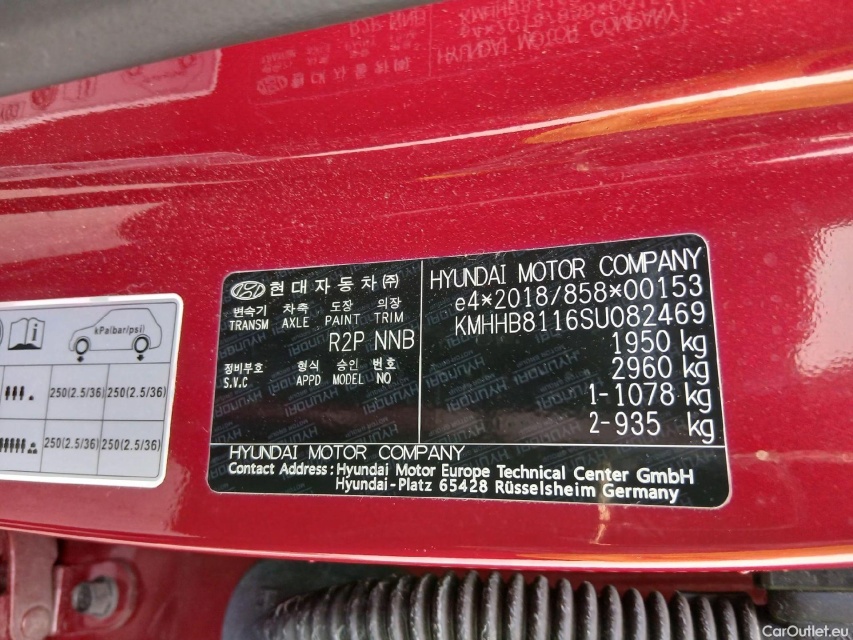 현대자동차㈜
변속기 차축 도장 의장
TRANSM AXLE PAINT TRIM
R2P NNB
정비부호 형식 승인 번호
S.V.C APPD MODEL NO
HYUNDAI MOTOR COMPANY
e4*2018/858*00153
KMHHB8116SU082469
1950 kg
2960 kg
1-1078 kg
2-935 kg
HYUNDAI MOTOR COMPANY
Contact Address : Hyundai Motor Europe Technical Center GmbH
Hyundai-Platz 65428 Rüsselsheim Germany
kPa(bar/psi)
250(2.5/36) 250(2.5/36)
250(2.5/36) 250(2.5/36)
CarOutlet.eu